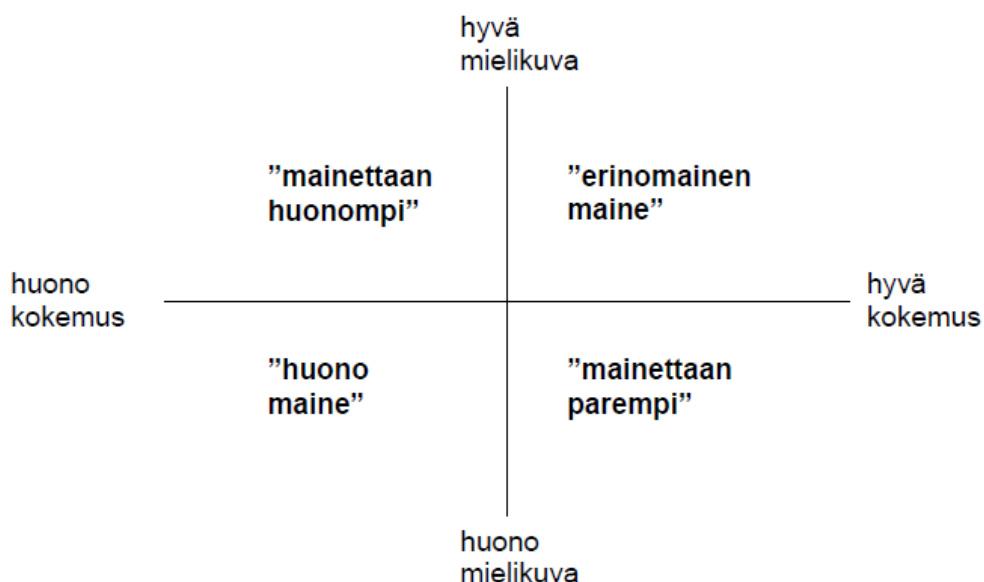 hyvä
mielikuva
”mainettaan
huonompi”
”erinomainen
maine”
huono
kokemus
hyvä
kokemus
”huono
maine”
”mainettaan
parempi”
huono
mielikuva